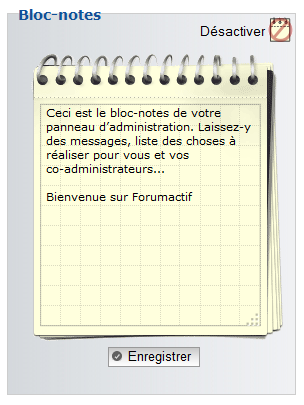 Bloc-notes
Désactiver
Ceci est le bloc-notes de votre
panneau d’administration. Laissez-y
des messages, liste des choses à
réaliser pour vous et vos
co-administrateurs...
Bienvenue sur Forumactif
Enregistrer